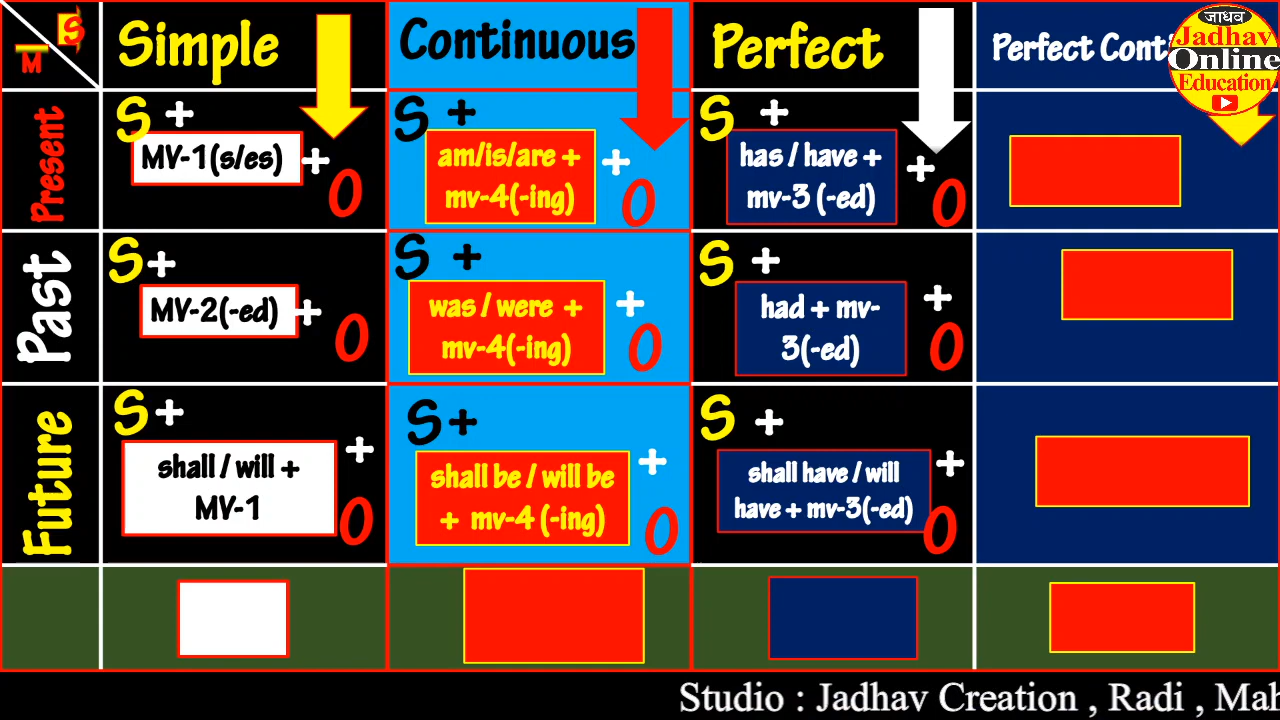 S
M
Simple
Continuous
Perfect
Perfect Cont
जाधव
Jadhav
Online
Education
Present
S +
MV-1(s/es) +
O
S +
am/is/are + +
mv-4(-ing) O
S +
has / have + +
mv-3 (-ed) O
Past
S +
MV-2(-ed) +
O
S +
was / were + +
mv-4(-ing) O
S +
had + mv- +
3(-ed) O
Future
S +
shall / will + +
MV-1 O
S +
shall be / will be +
+ mv-4 (-ing) O
S +
shall have / will +
have + mv-3(-ed) O
Studio : Jadhav Creation , Radi , Mah